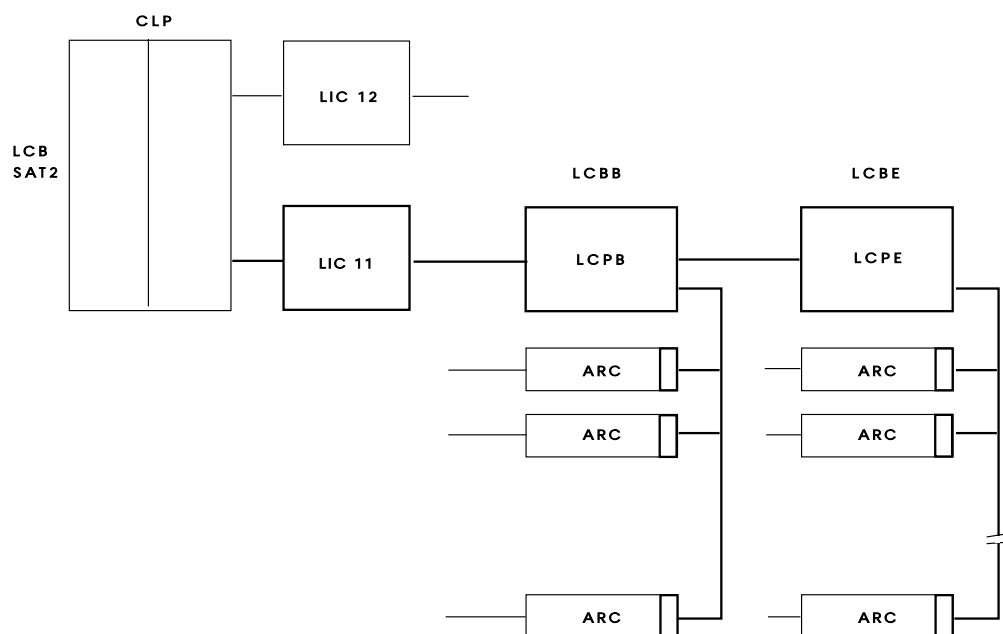 CLP
LIC 12
LCB
SAT2
LCBB
LCBE
LIC 11
LCPB
LCPE
ARC
ARC
ARC
ARC
ARC
ARC